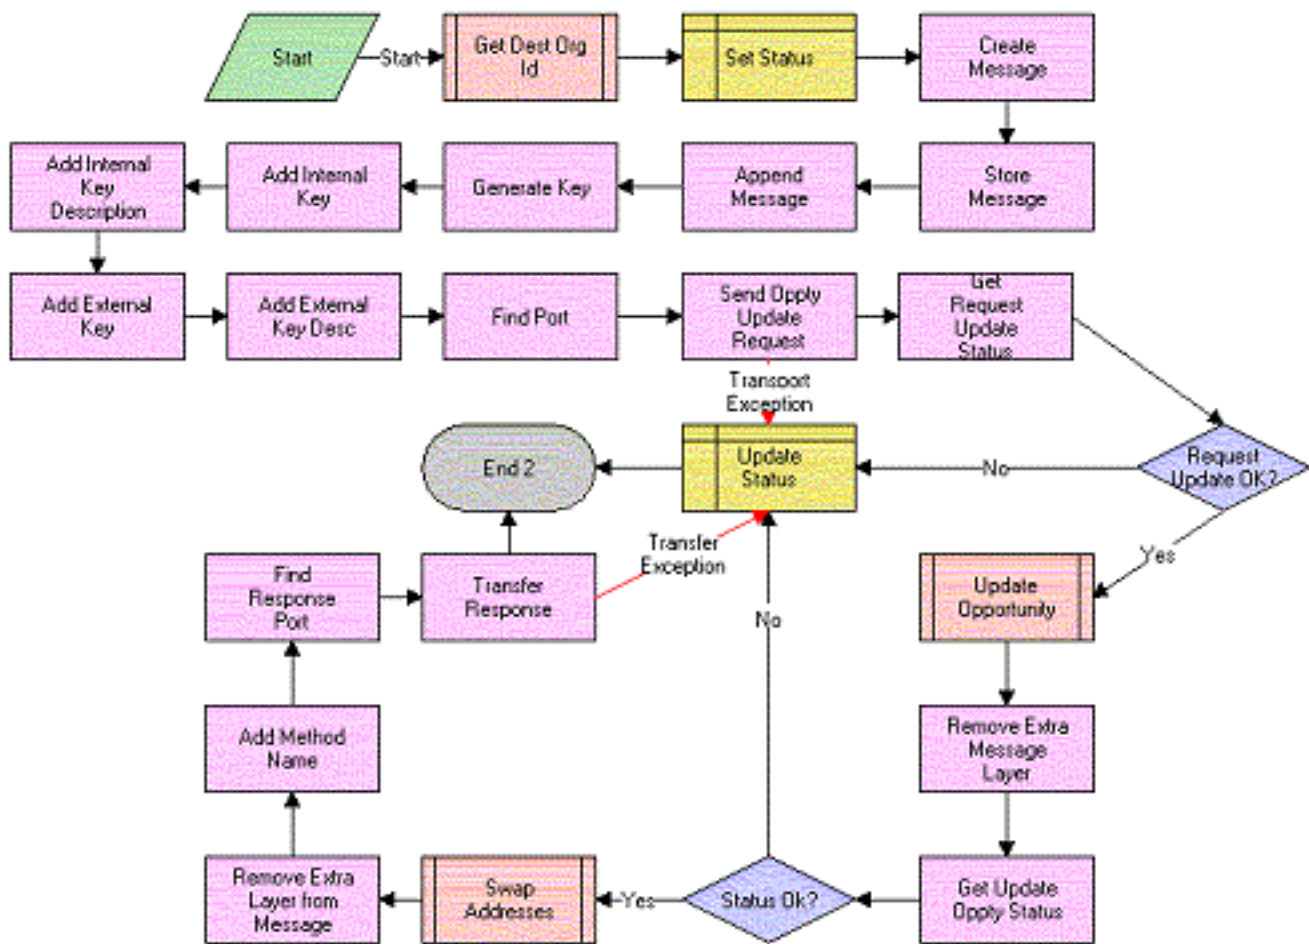 Start
Start
Get Dest Org
Id
Set Status
Create
Message
Add Internal
Key
Description
Add Internal
Key
Generate Key
Append
Message
Store
Message
Add External
Key
Add External
Key Desc
Find Port
Send Oppty
Update
Request
Get
Request
Update
Status
Transport
Exception
End 2
Update
Status
No
Request
Update OK?
Transfer
Exception
Yes
Find
Response
Port
Transfer
Response
No
Update
Opportunity
Add Method
Name
Remove Extra
Message
Layer
Remove Extra
Layer from
Message
Swap
Addresses
Yes
Status Ok?
Get Update
Oppty Status